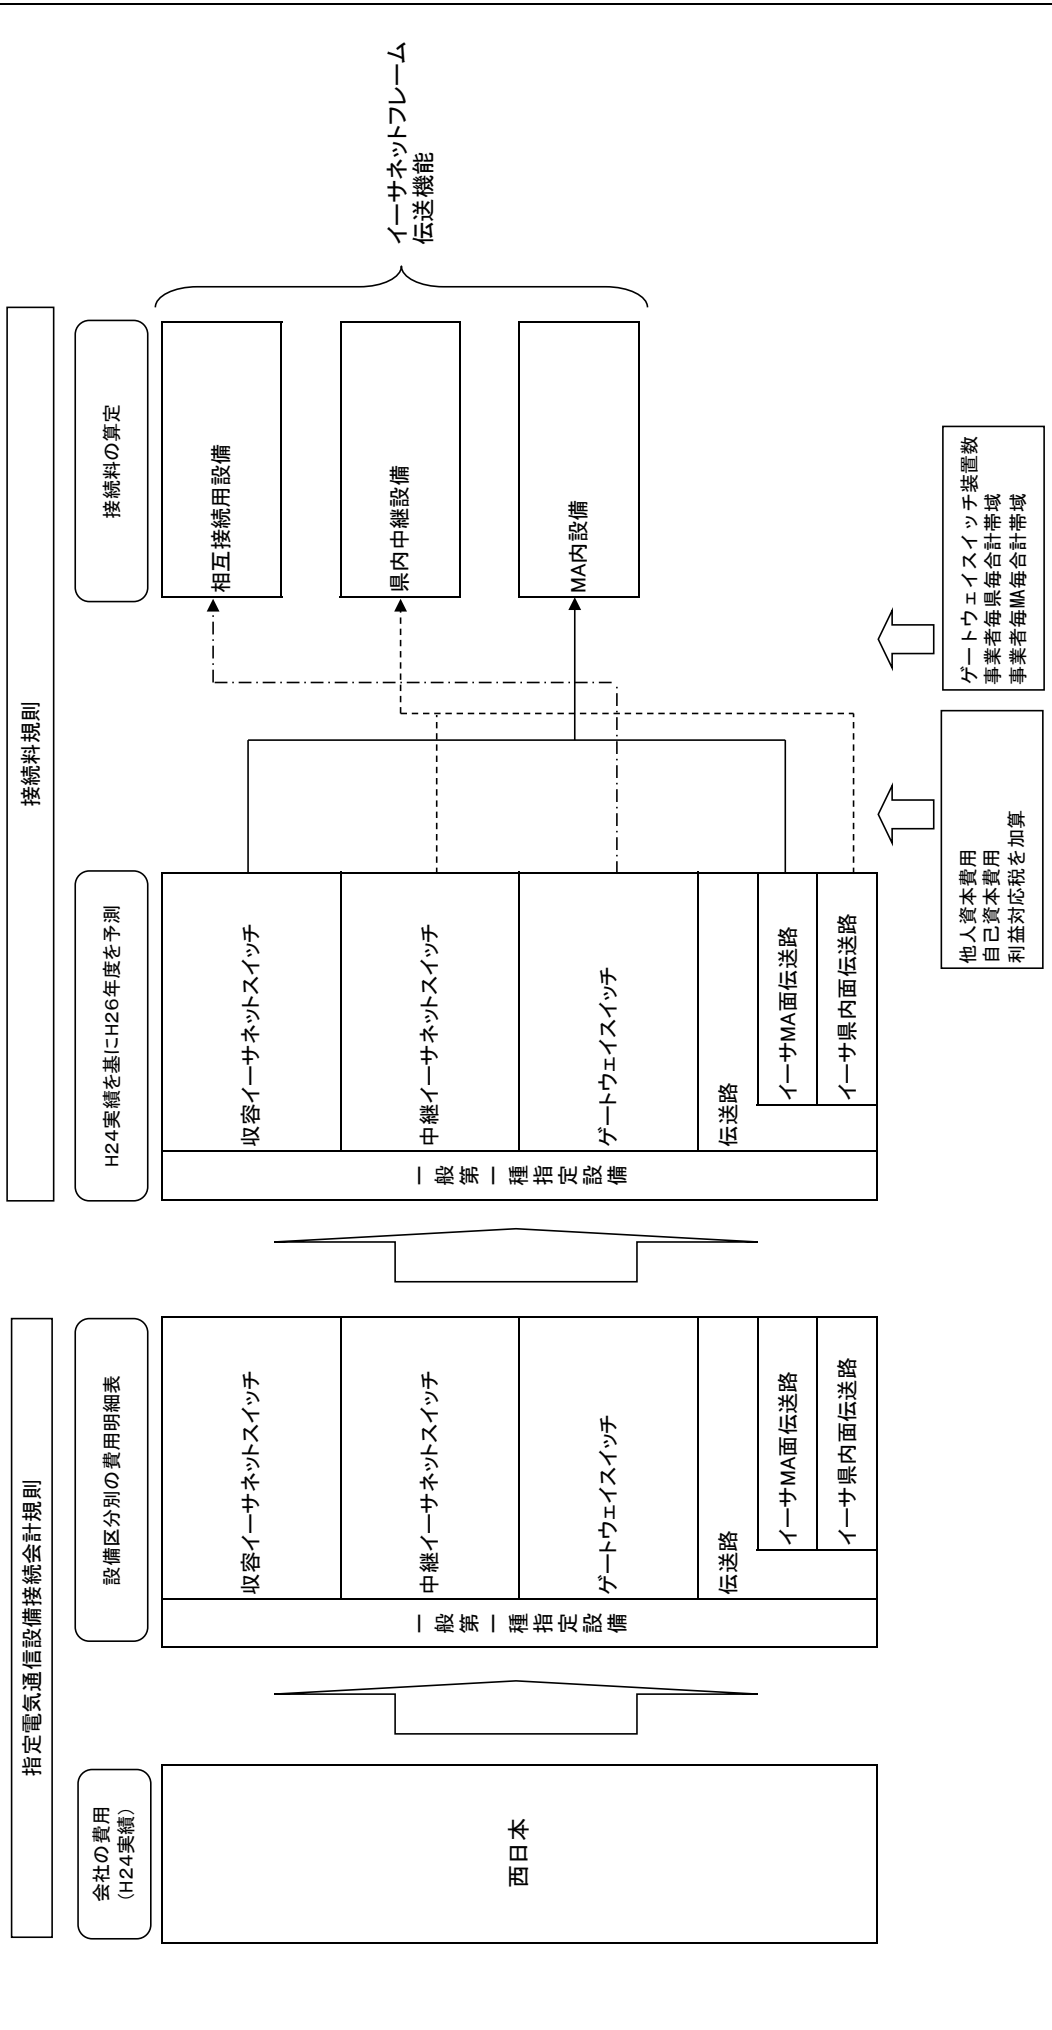 指定電気通信設備接続会計規則
接続料規則
会社の費用
（H24実績）
設備区分別の費用明細表
H24実績を基にH26年度を予測
接続料の算定
西日本
一般第一種指定設備
収容イーサネットスイッチ
中継イーサネットスイッチ
ゲートウェイスイッチ
伝送路
イーサMA面伝送路
イーサ県内面伝送路
一般第一種指定設備
収容イーサネットスイッチ
中継イーサネットスイッチ
ゲートウェイスイッチ
伝送路
イーサMA面伝送路
イーサ県内面伝送路
相互接続用設備
県内中継設備
MA内設備
イーサネットフレーム
伝送機能
他人資本費用
自己資本費用
利益対応税を加算
ゲートウェイスイッチ装置数
事業者毎県毎合計帯域
事業者毎MA毎合計帯域